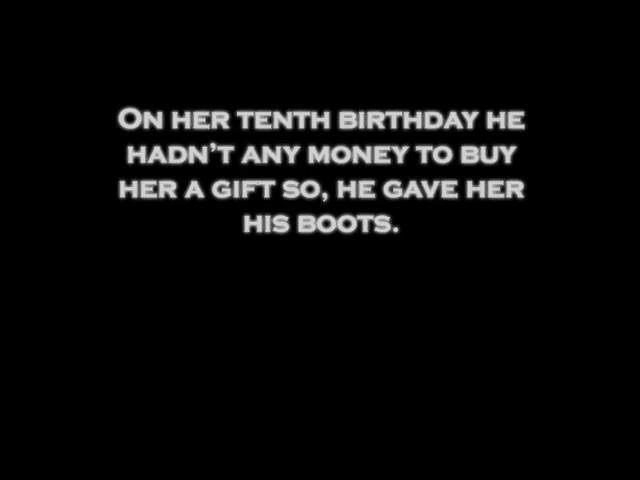 On her tenth birthday he
hadn't any money to buy
her a gift so, he gave her
his boots.